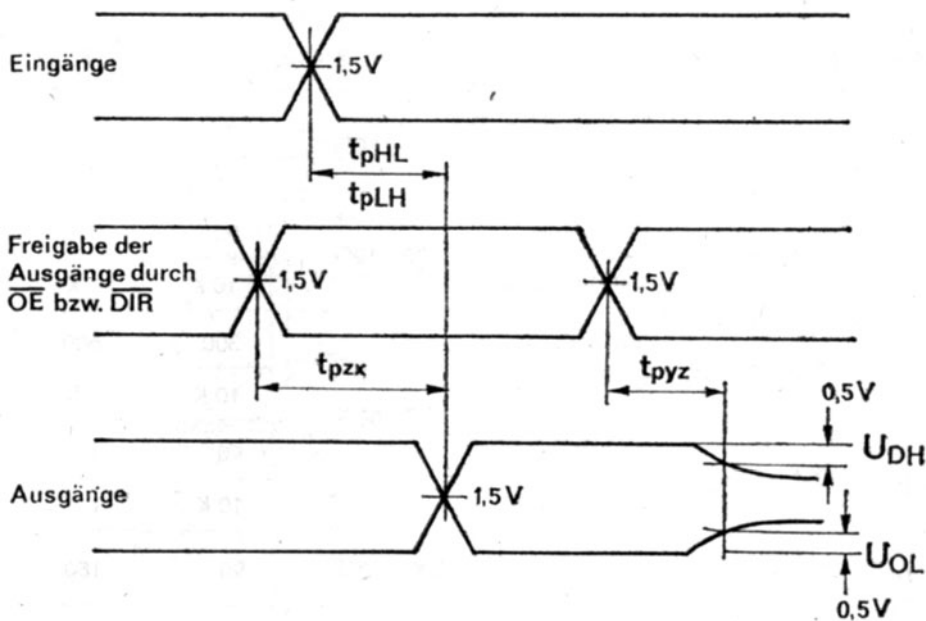 Eingänge
1,5V
tpHL
tpLH
Freigabe der
Ausgänge durch
OE bzw. DIR
1,5V
1,5V
tpzx
tpyz
0,5V
UDH
Ausgänge
1,5V
UOL
0,5V